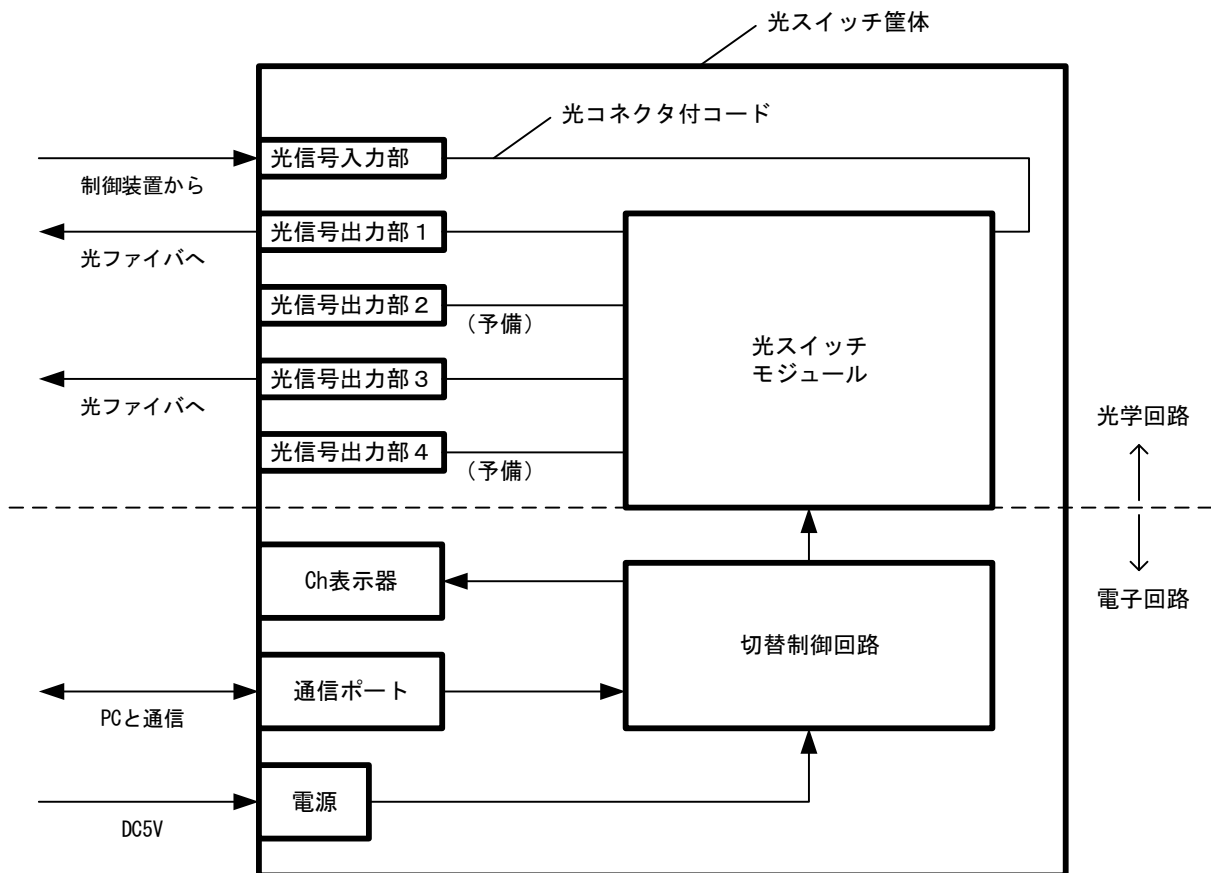 光スイッチ筐体
光コネクタ付コード
光信号入力部
制御装置から
光信号出力部１
光ファイバへ
光信号出力部２
（予備）
光スイッチ
モジュール
光信号出力部３
光ファイバへ
光学回路
光信号出力部４
（予備）
Ch表示器
電子回路
切替制御回路
通信ポート
PCと通信
電源
DC5V